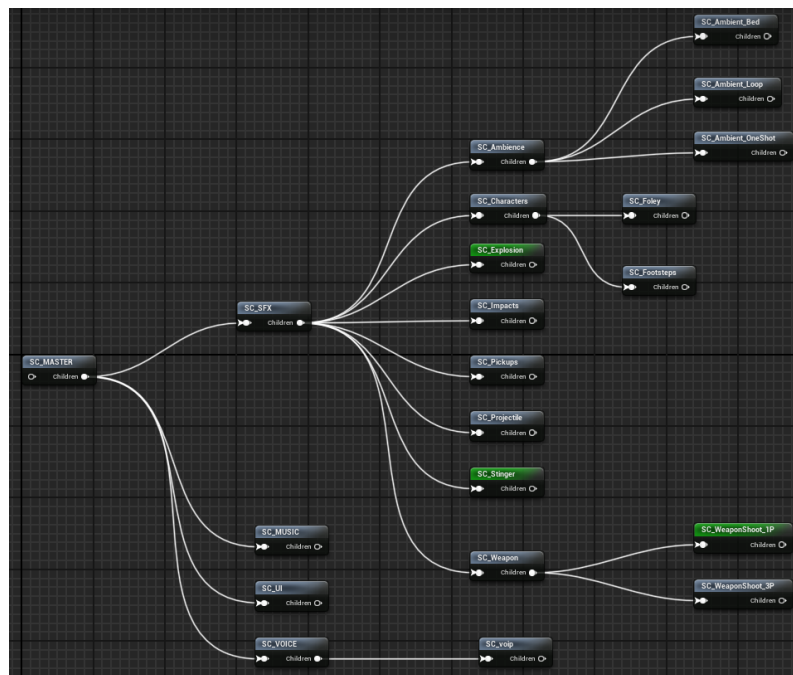 SC_Ambient_Bed
Children
SC_Ambient_Loop
Children
SC_Ambient_OneShot
Children
SC_Ambience
Children
SC_Characters
Children
SC_Foley
Children
SC_Explosion
Children
SC_Footsteps
Children
SC_SFX
Children
SC_Impacts
Children
SC_MASTER
Children
SC_Pickups
Children
SC_Projectile
Children
SC_Stinger
Children
SC_MUSIC
Children
SC_WeaponShoot_1P
Children
SC_Weapon
Children
SC_UI
Children
SC_WeaponShoot_3P
Children
SC_VOICE
Children
SC_voip
Children